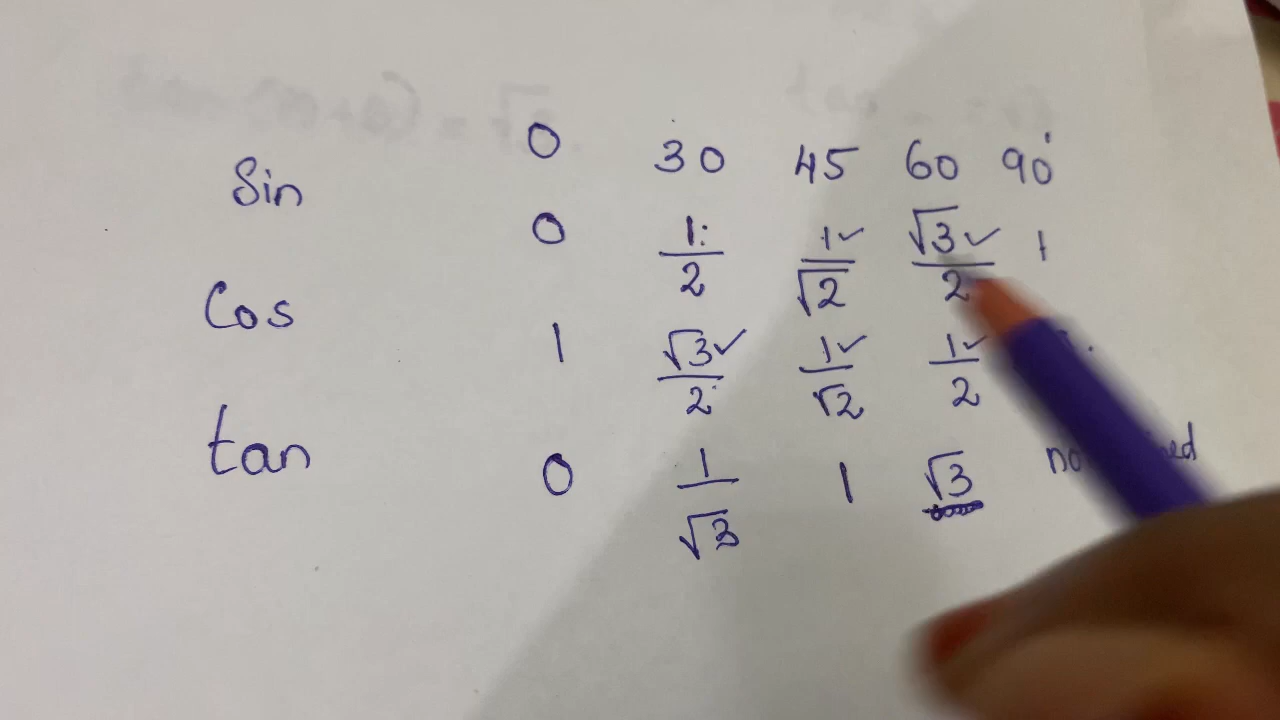 0 30 45 60 90°
Sin 0 1/2 1/√2 √3/2 1
Cos 1 √3/2 1/√2 1/2
tan 0 1/√3 1 √3